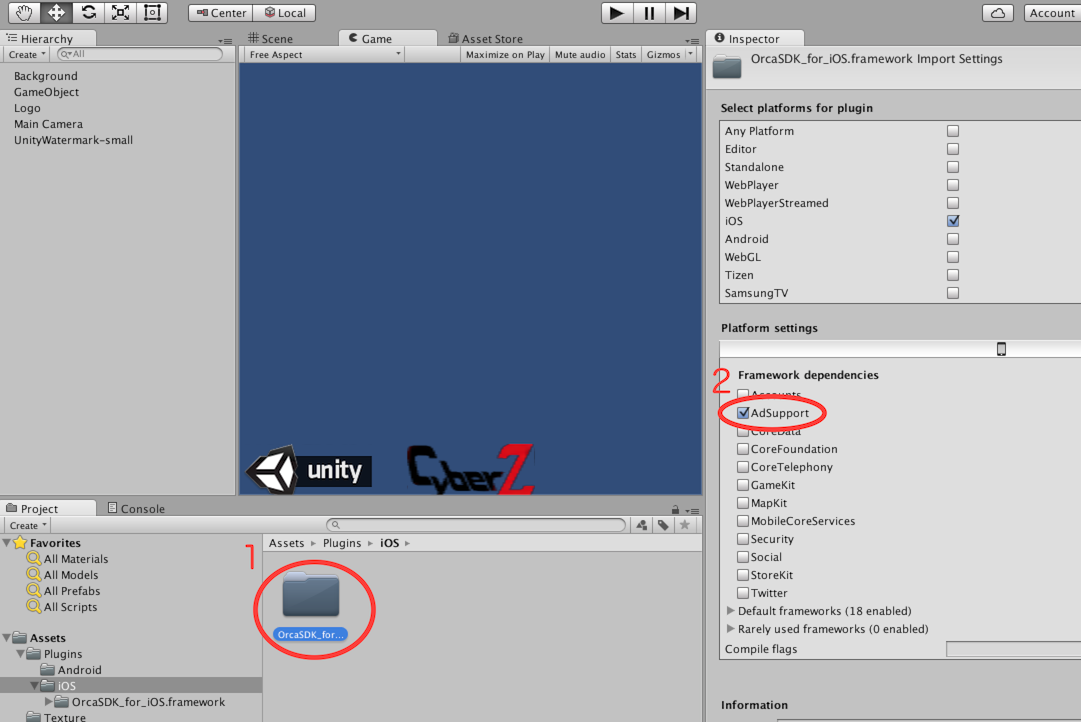 Center Local Account
Hierarchy
Create All
Background
GameObject
Logo
Main Camera
UnityWatermark-small
Scene Game Asset Store
Free Aspect Maximize on Play Mute audio Stats Gizmos
unity
CyberZ
Inspector
OrcaSDK_for_iOS.framework Import Settings
Select platforms for plugin
Any Platform
Editor
Standalone
WebPlayer
WebPlayerStreamed
iOS
Android
WebGL
Tizen
SamsungTV
Platform settings
2
Framework dependencies
Accounts
AdSupport
CoreData
CoreFoundation
CoreTelephony
GameKit
MapKit
MobileCoreServices
Security
Social
StoreKit
Twitter
Default frameworks (18 enabled)
Rarely used frameworks (0 enabled)
Compile flags
Information
Project Console
Create
Favorites
All Materials
All Models
All Prefabs
All Scripts
Assets
Plugins
Android
iOS
OrcaSDK_for_iOS.framework
Texture
Assets Plugins iOS
1
OrcaSDK_for...